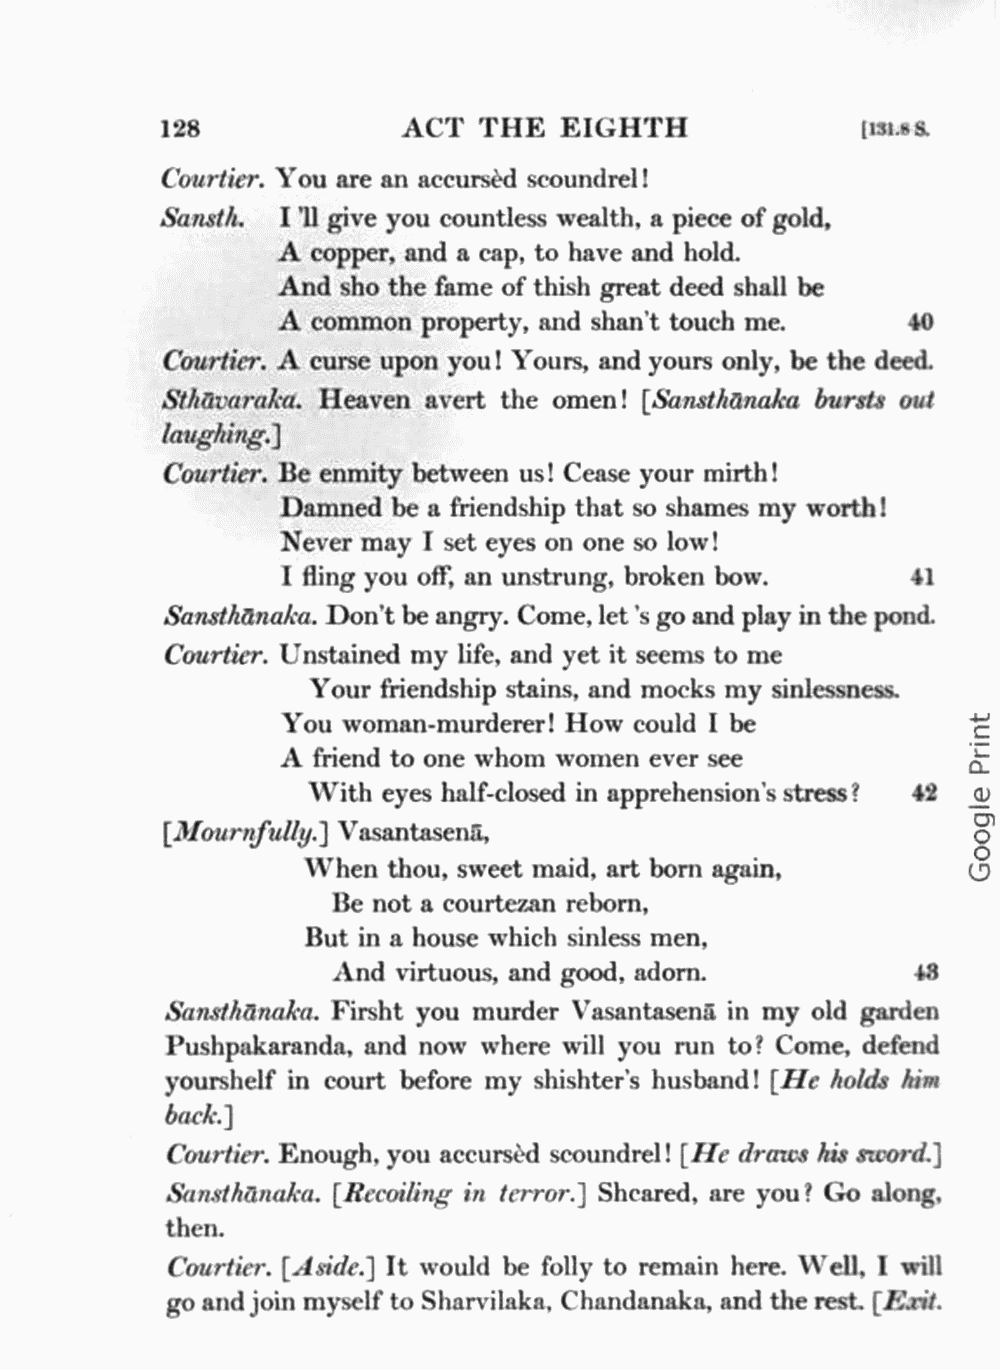 128 ACT THE EIGHTH [131.8 S.
Courtier. You are an accursèd scoundrel!
Sansth. I 'll give you countless wealth, a piece of gold,
A copper, and a cap, to have and hold.
And sho the fame of thish great deed shall be
A common property, and shan't touch me. 40
Courtier. A curse upon you! Yours, and yours only, be the deed.
Sthāvaraka. Heaven avert the omen! [Sansthānaka bursts out
laughing.]
Courtier. Be enmity between us! Cease your mirth!
Damned be a friendship that so shames my worth!
Never may I set eyes on one so low!
I fling you off, an unstrung, broken bow. 41
Sansthānaka. Don't be angry. Come, let 's go and play in the pond.
Courtier. Unstained my life, and yet it seems to me
Your friendship stains, and mocks my sinlessness.
You woman-murderer! How could I be
A friend to one whom women ever see
With eyes half-closed in apprehension's stress? 42
[Mournfully.] Vasantasenā,
When thou, sweet maid, art born again,
Be not a courtezan reborn,
But in a house which sinless men,
And virtuous, and good, adorn. 43
Sansthānaka. Firsht you murder Vasantasenā in my old garden
Pushpakaranda, and now where will you run to? Come, defend
yourshelf in court before my shishter's husband! [He holds him
back.]
Courtier. Enough, you accursèd scoundrel! [He draws his sword.]
Sansthānaka. [Recoiling in terror.] Shcared, are you? Go along,
then.
Courtier. [Aside.] It would be folly to remain here. Well, I will
go and join myself to Sharvilaka, Chandanaka, and the rest. [Exit.
Google Print